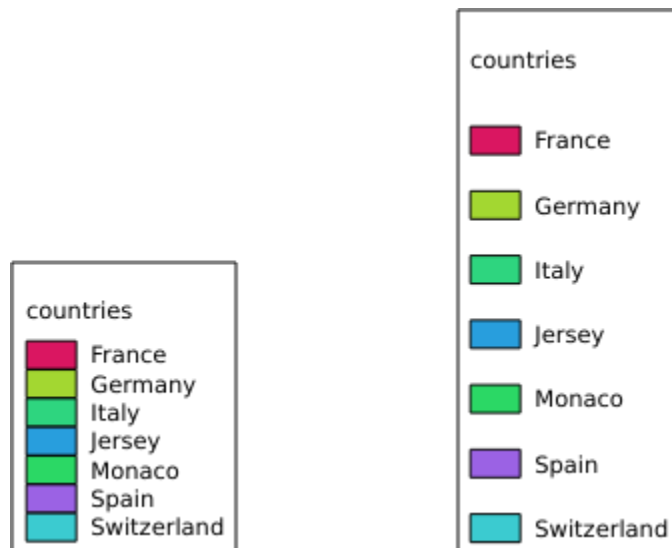 countries
France
Germany
Italy
Jersey
Monaco
Spain
Switzerland
countries
France
Germany
Italy
Jersey
Monaco
Spain
Switzerland